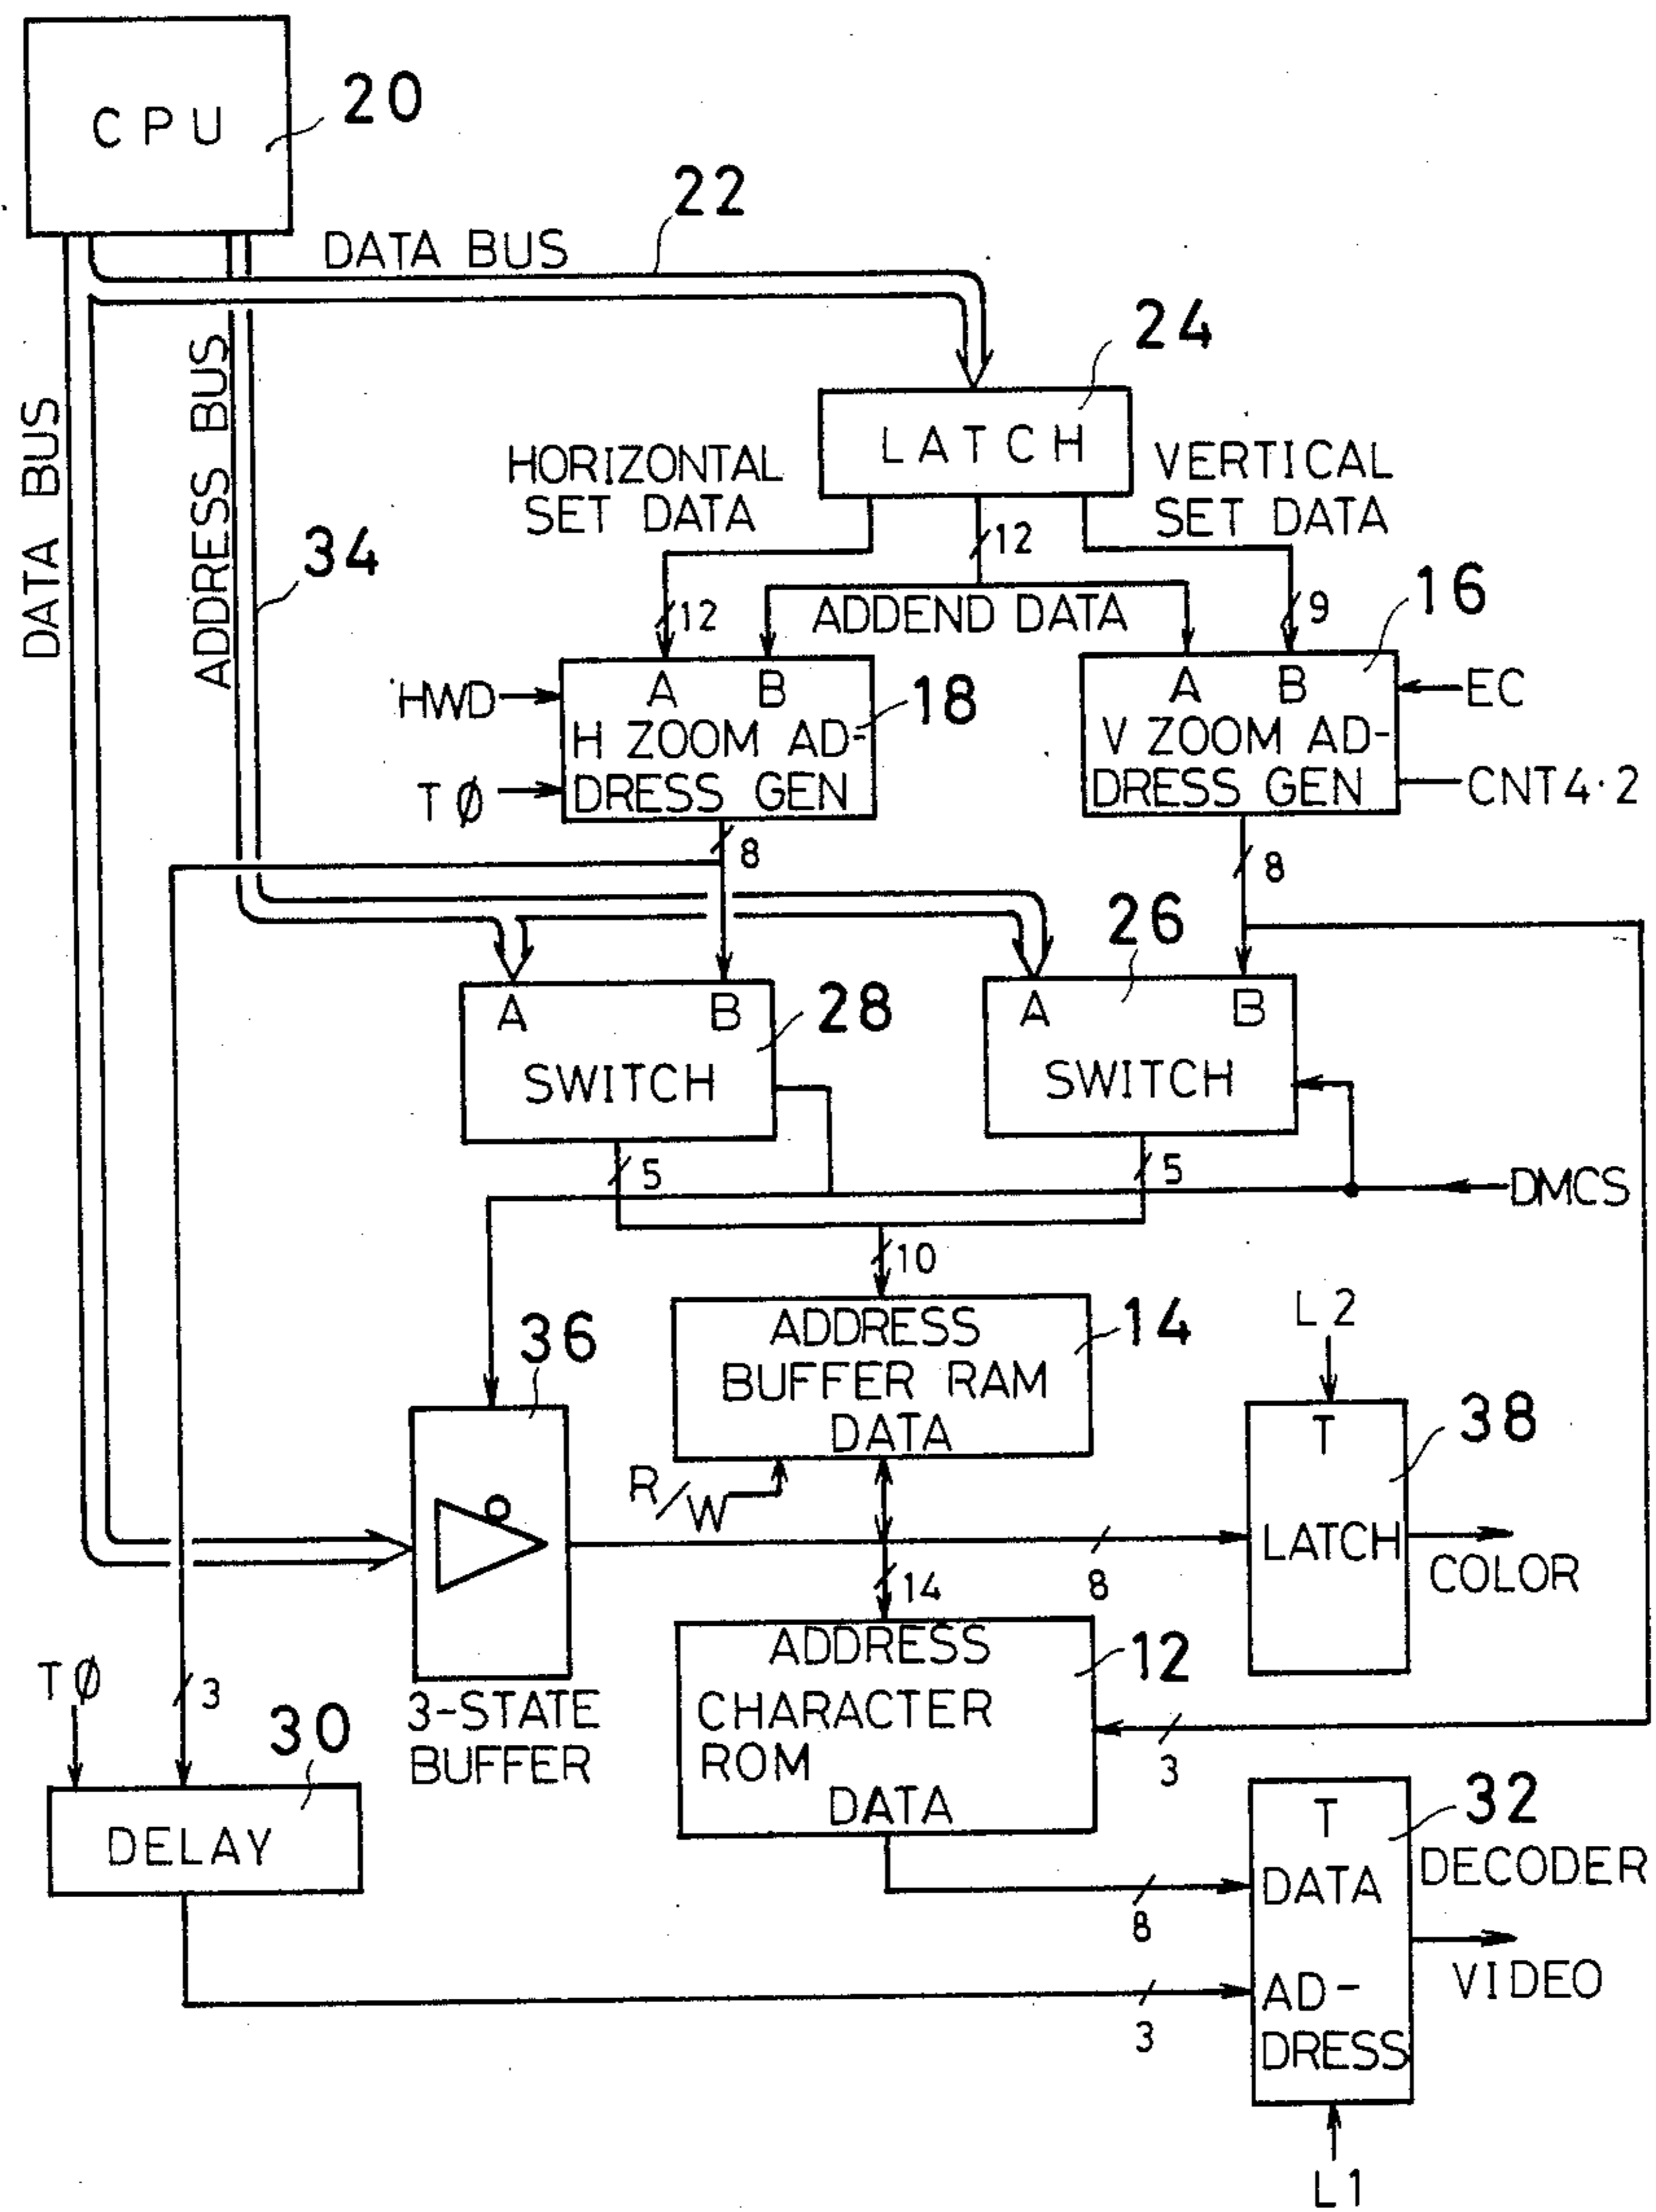 CPU
20
22
DATA BUS
24
LATCH
HORIZONTAL
SET DATA
VERTICAL
SET DATA
DATA BUS
ADDRESS BUS
34
12
12
ADDEND DATA
9
16
A B
H ZOOM AD-
DRESS GEN
HWD
TØ
18
A B
V ZOOM AD-
DRESS GEN
EC
CNT4·2
8
8
26
A B
SWITCH
28
A B
SWITCH
5
5
DMCS
10
ADDRESS
BUFFER RAM
DATA
14
L2
36
R/W
T
LATCH
38
COLOR
8
14
3-STATE
BUFFER
ADDRESS
CHARACTER
ROM
DATA
12
3
TØ
3
30
DELAY
T
DATA
AD-
DRESS
32
DECODER
8
VIDEO
3
L1